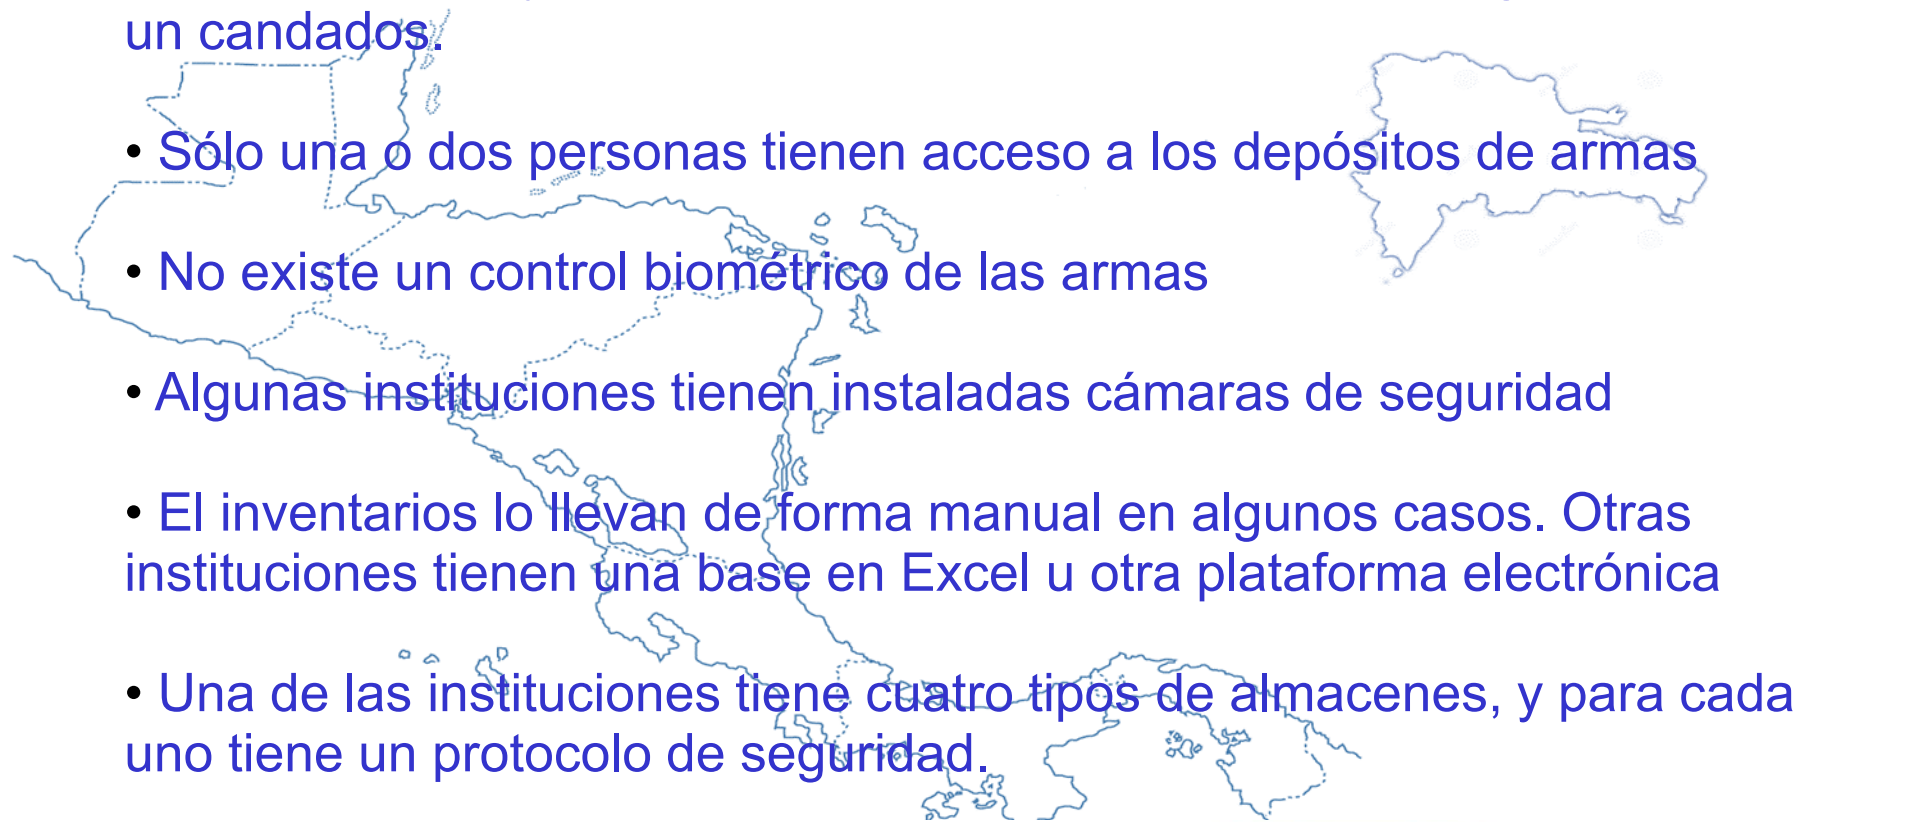 un candados.
• Sólo una o dos personas tienen acceso a los depósitos de armas
• No existe un control biométrico de las armas
• Algunas instituciones tienen instaladas cámaras de seguridad
• El inventarios lo llevan de forma manual en algunos casos. Otras
instituciones tienen una base en Excel u otra plataforma electrónica
• Una de las instituciones tiene cuatro tipos de almacenes, y para cada
uno tiene un protocolo de seguridad.